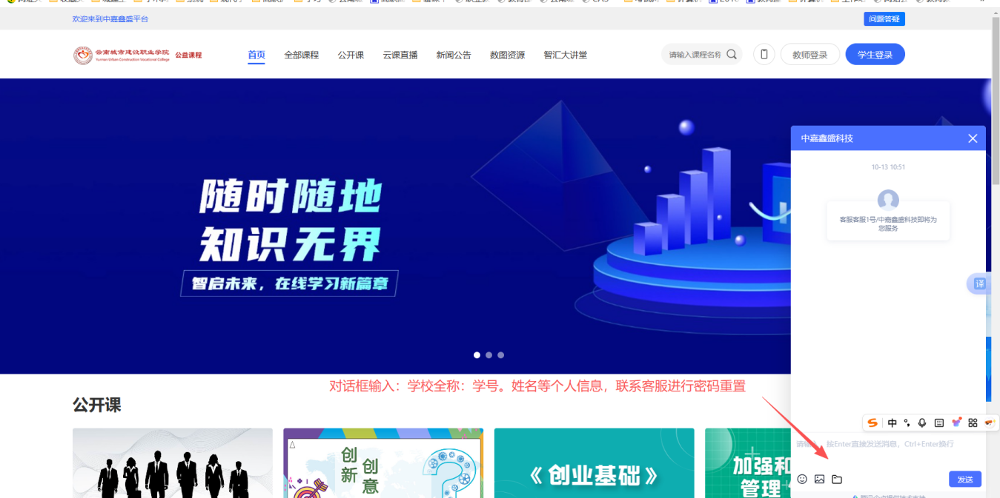 欢迎来到中嘉鑫盛平台
问题答疑
云南城市建设职业学院 公益课程
Yunnan Urban Construction Vocational College
首页 全部课程 公开课 云课直播 新闻公告 数图资源 智汇大讲堂
请输入课程名称
教师登录
学生登录
随时随地
知识无界
智启未来，在线学习新篇章
中嘉鑫盛科技
10-13 10:51
客服客服1号/中嘉鑫盛科技即将为
您服务
译
对话框输入：学校全称：学号。姓名等个人信息，联系客服进行密码重置
公开课
中
按Enter直接发送消息，Ctrl+Enter换行
发送
创新
创意
《创业基础》
加强和
管理